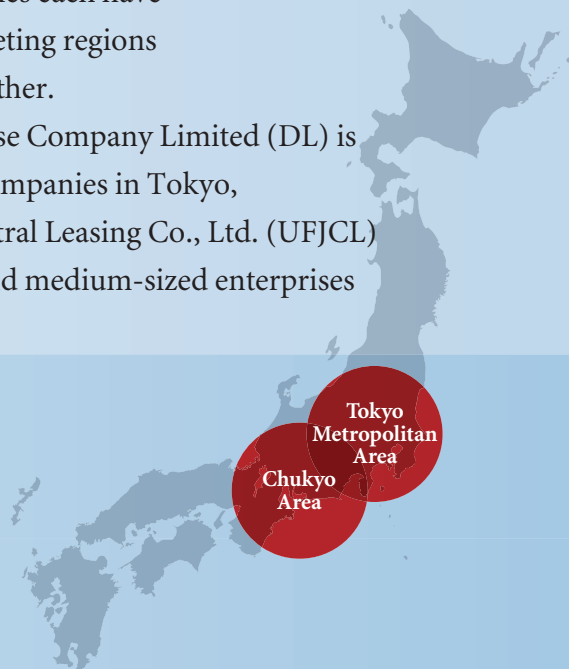 eting regions
ther.
se Company Limited (DL) is
mpanies in Tokyo,
tral Leasing Co., Ltd. (UFJCL)
d medium-sized enterprises
Tokyo
Metropolitan
Area
Chukyo
Area